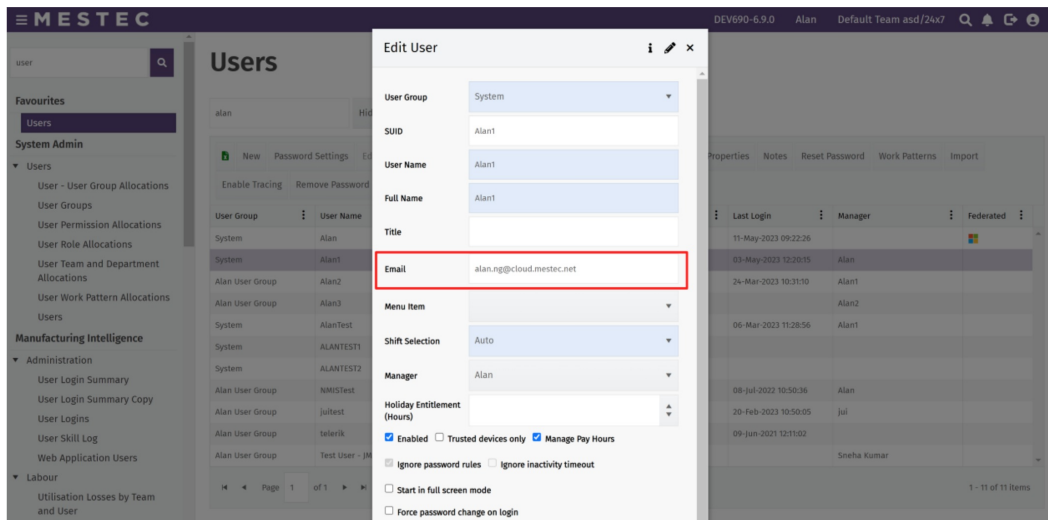 MESTEC
DEV690-6.9.0 Alan Default Team asd/24x7
user
Favourites
Users
System Admin
Users
User - User Group Allocations
User Groups
User Permission Allocations
User Role Allocations
User Team and Department
Allocations
User Work Pattern Allocations
Users
Manufacturing Intelligence
Administration
User Login Summary
User Login Summary Copy
User Logins
User Skill Log
Web Application Users
Labour
Utilisation Losses by Team
and User
Users
alan Hid
New Password Settings Ed Properties Notes Reset Password Work Patterns Import
Enable Tracing Remove Password
User Group User Name Last Login Manager Federated
System Alan 11-May-2023 09:22:26
System Alan1 03-May-2023 12:20:15 Alan
Alan User Group Alan2 24-Mar-2023 10:31:10 Alan1
Alan User Group Alan3 Alan2
System AlanTest 06-Mar-2023 11:28:56 Alan1
System ALANTEST1
System ALANTEST2
Alan User Group NMISTest 08-Jul-2022 10:50:36 Alan
Alan User Group juitest 20-Feb-2023 10:50:05 jui
Alan User Group telerik 09-Jun-2021 12:11:02
Alan User Group Test User - JM Sneha Kumar
Page 1 of 1 1 - 11 of 11 items
Edit User
User Group System
SUID Alan1
User Name Alan1
Full Name Alan1
Title
Email alan.ng@cloud.mestec.net
Menu Item
Shift Selection Auto
Manager Alan
Holiday Entitlement
(Hours)
Enabled Trusted devices only Manage Pay Hours
Ignore password rules Ignore inactivity timeout
Start in full screen mode
Force password change on login